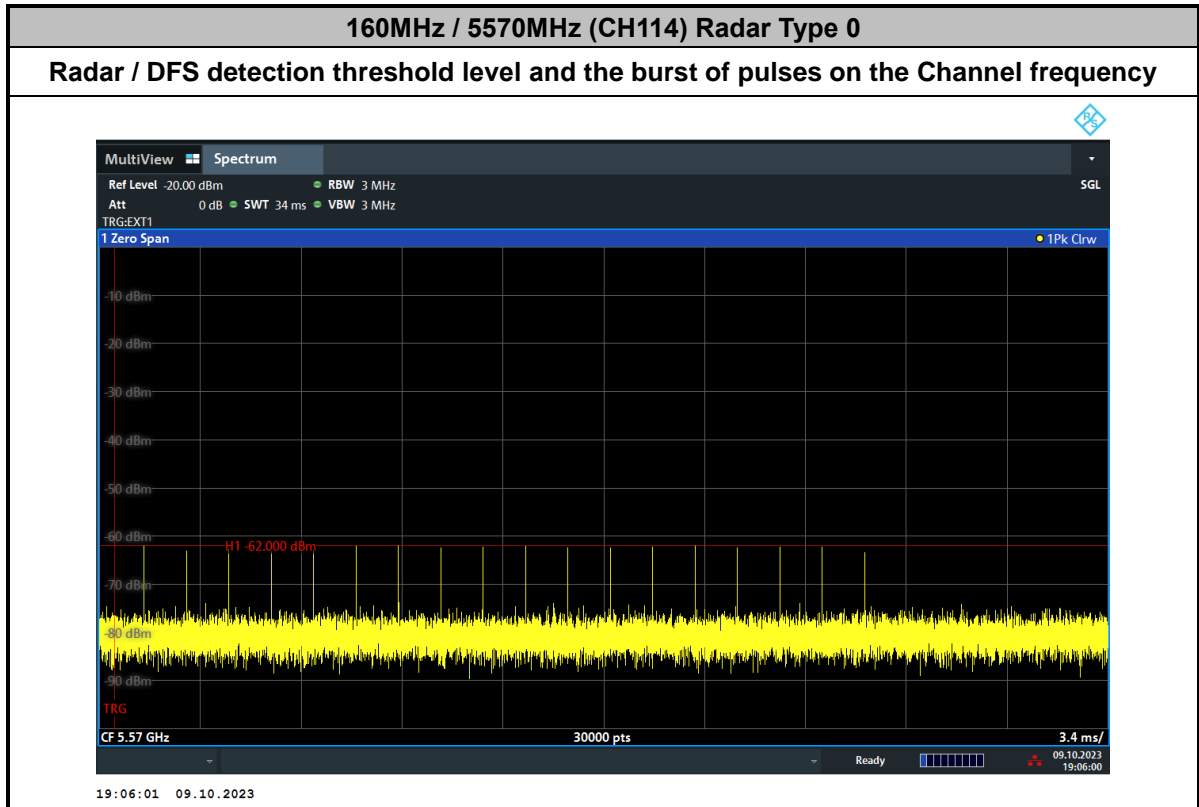 160MHz / 5570MHz (CH114) Radar Type 0
Radar / DFS detection threshold level and the burst of pulses on the Channel frequency
R&S
MultiView Spectrum
Ref Level -20.00 dBm RBW 3 MHz SGL
Att 0 dB SWT 34 ms VBW 3 MHz
TRG:EXT1
1 Zero Span 1Pk Clrw
-10 dBm
-20 dBm
-30 dBm
-40 dBm
-50 dBm
-60 dBm
H1 -62.000 dBm
-70 dBm
-80 dBm
-90 dBm
TRG
CF 5.57 GHz 30000 pts 3.4 ms/
Ready 09.10.2023
19:06:00
19:06:01 09.10.2023